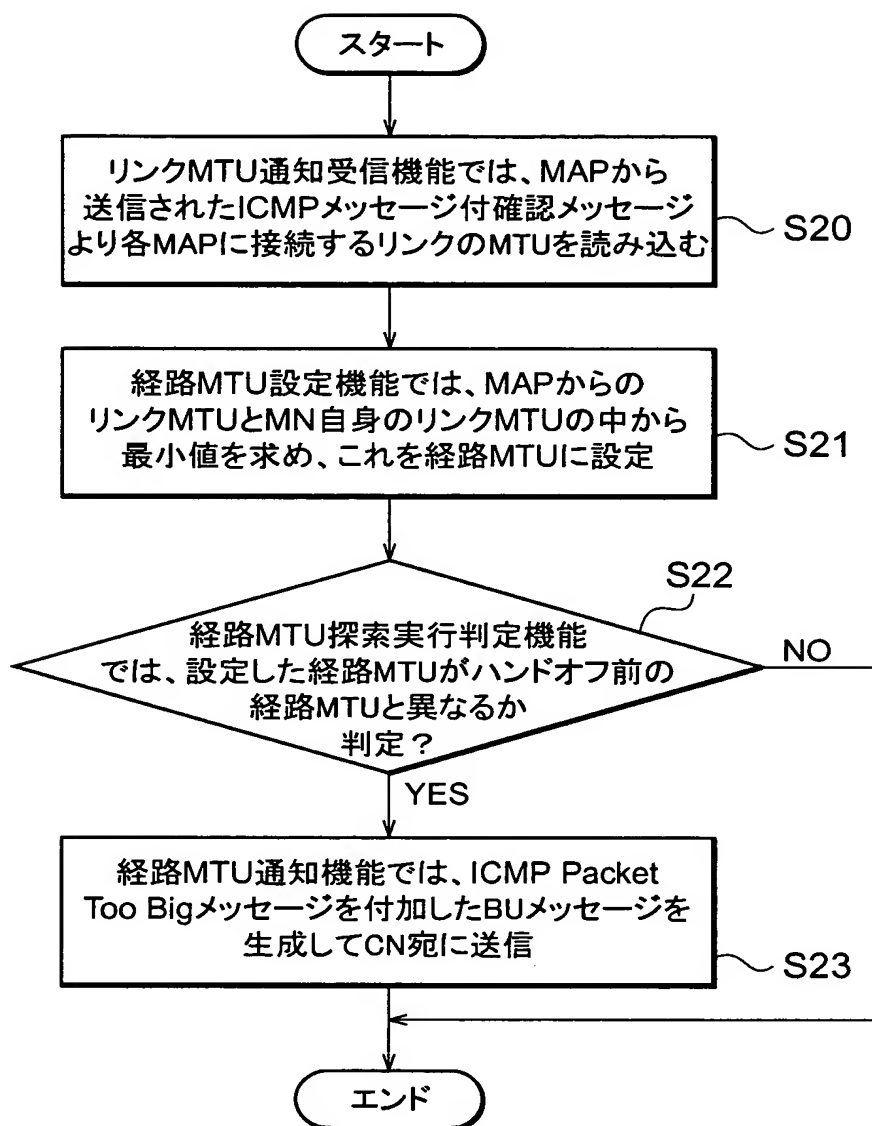 スタート
リンクMTU通知受信機能では、MAPから
送信されたICMPメッセージ付確認メッセージ
より各MAPに接続するリンクのMTUを読み込む
S20
経路MTU設定機能では、MAPからの
リンクMTUとMN自身のリンクMTUの中から
最小値を求め、これを経路MTUに設定
S21
S22
経路MTU探索実行判定機能
では、設定した経路MTUがハンドオフ前の
経路MTUと異なるか
判定？
NO
YES
経路MTU通知機能では、ICMP Packet
Too Bigメッセージを付加したBUメッセージを
生成してCN宛に送信
S23
エンド